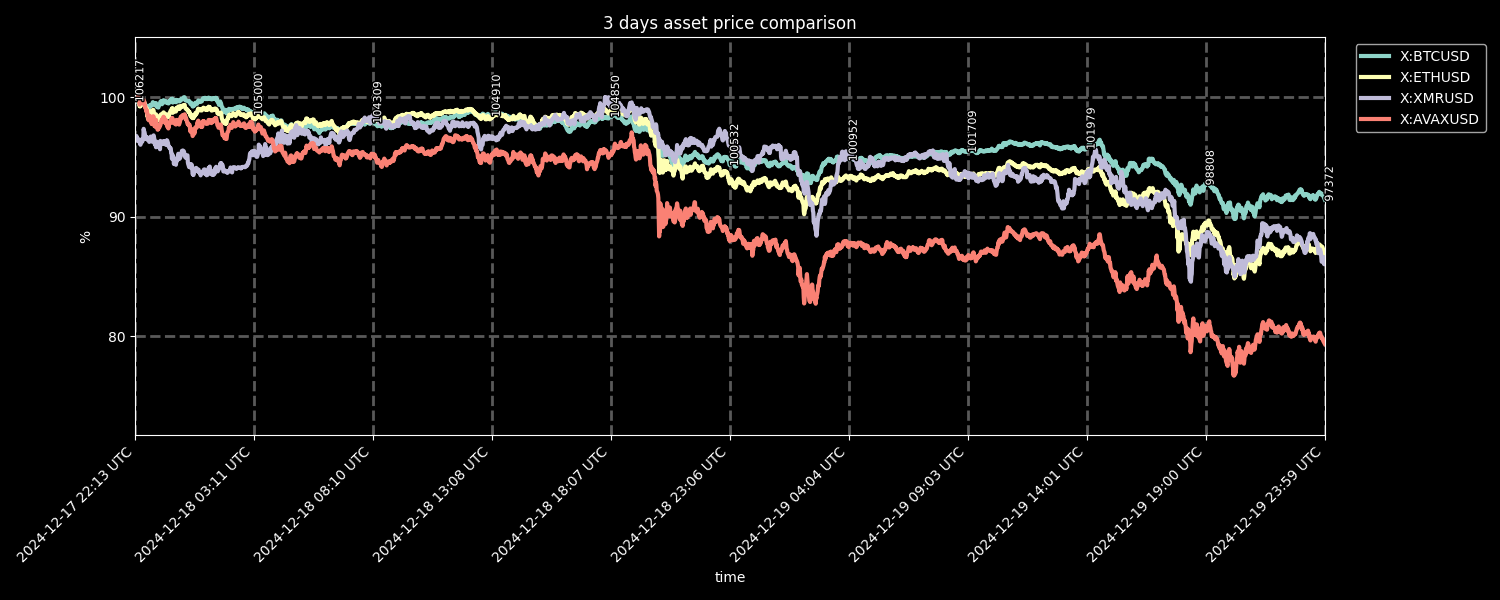 3 days asset price comparison
X:BTCUSD
X:ETHUSD
X:XMRUSD
X:AVAXUSD
106217
105000
104309
104910
104850
100532
100952
101709
101979
98808
97372
100
90
80
%
2024-12-17 22:13 UTC
2024-12-18 03:11 UTC
2024-12-18 08:10 UTC
2024-12-18 13:08 UTC
2024-12-18 18:07 UTC
2024-12-18 23:06 UTC
2024-12-19 04:04 UTC
2024-12-19 09:03 UTC
2024-12-19 14:01 UTC
2024-12-19 19:00 UTC
2024-12-19 23:59 UTC
time